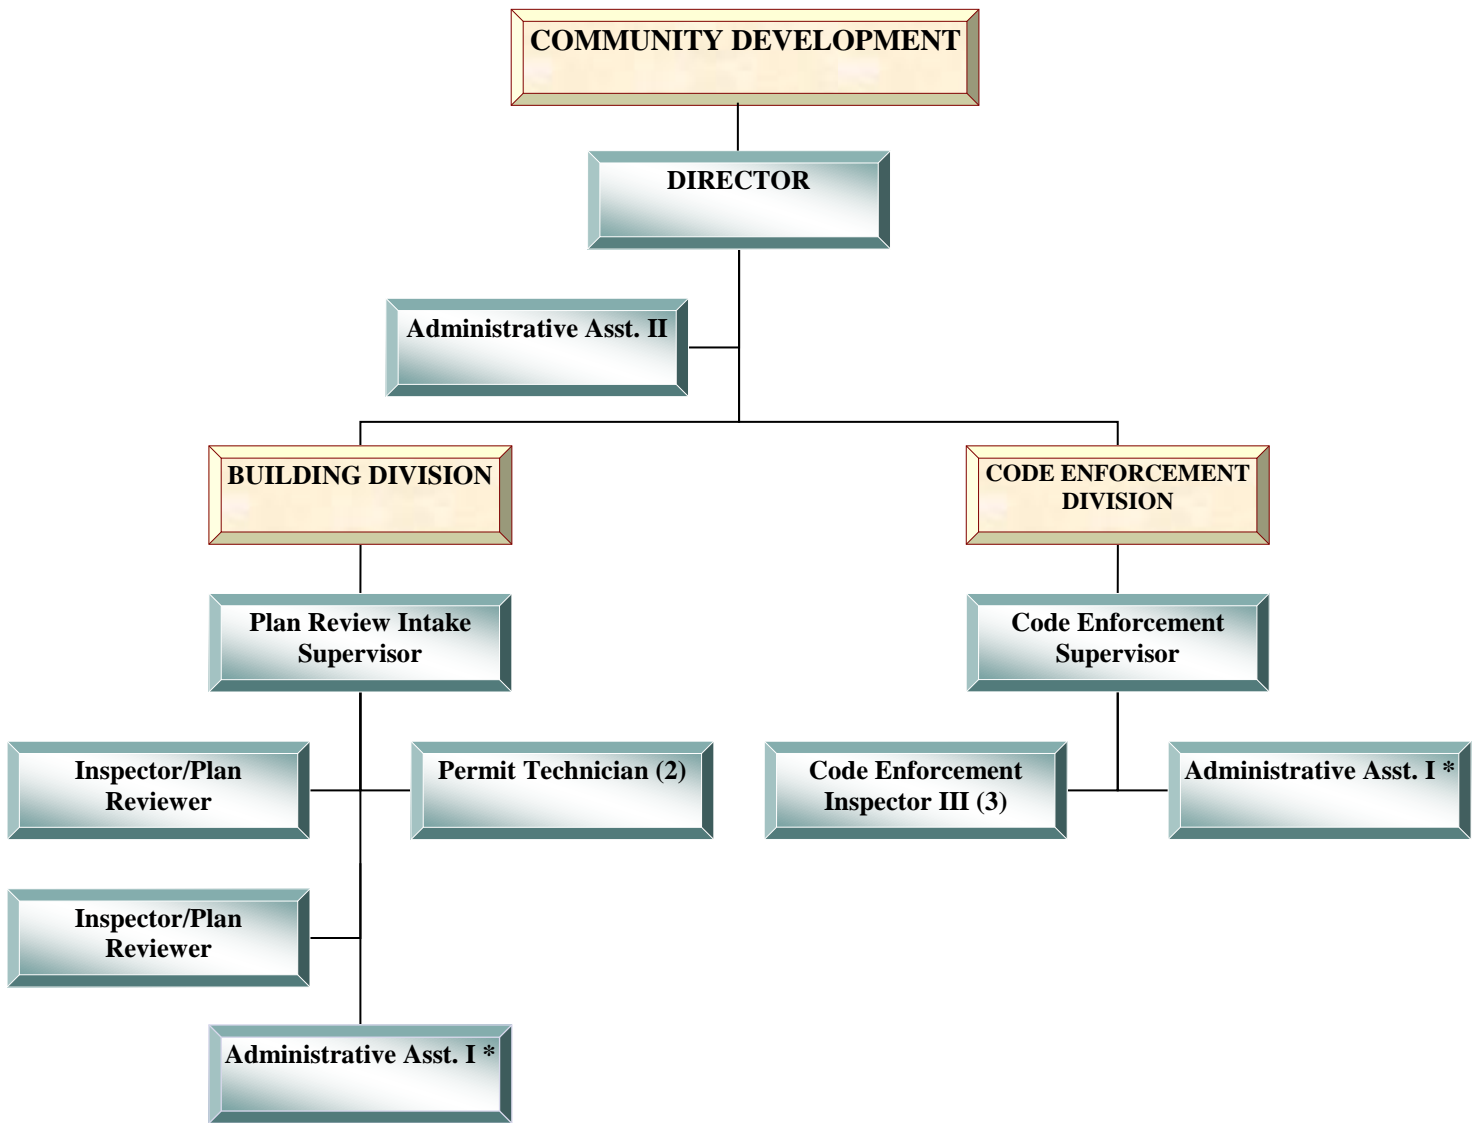 COMMUNITY DEVELOPMENT
DIRECTOR
Administrative Asst. II
BUILDING DIVISION
CODE ENFORCEMENT
DIVISION
Plan Review Intake
Supervisor
Code Enforcement
Supervisor
Inspector/Plan
Reviewer
Permit Technician (2)
Code Enforcement
Inspector III (3)
Administrative Asst. I *
Inspector/Plan
Reviewer
Administrative Asst. I *